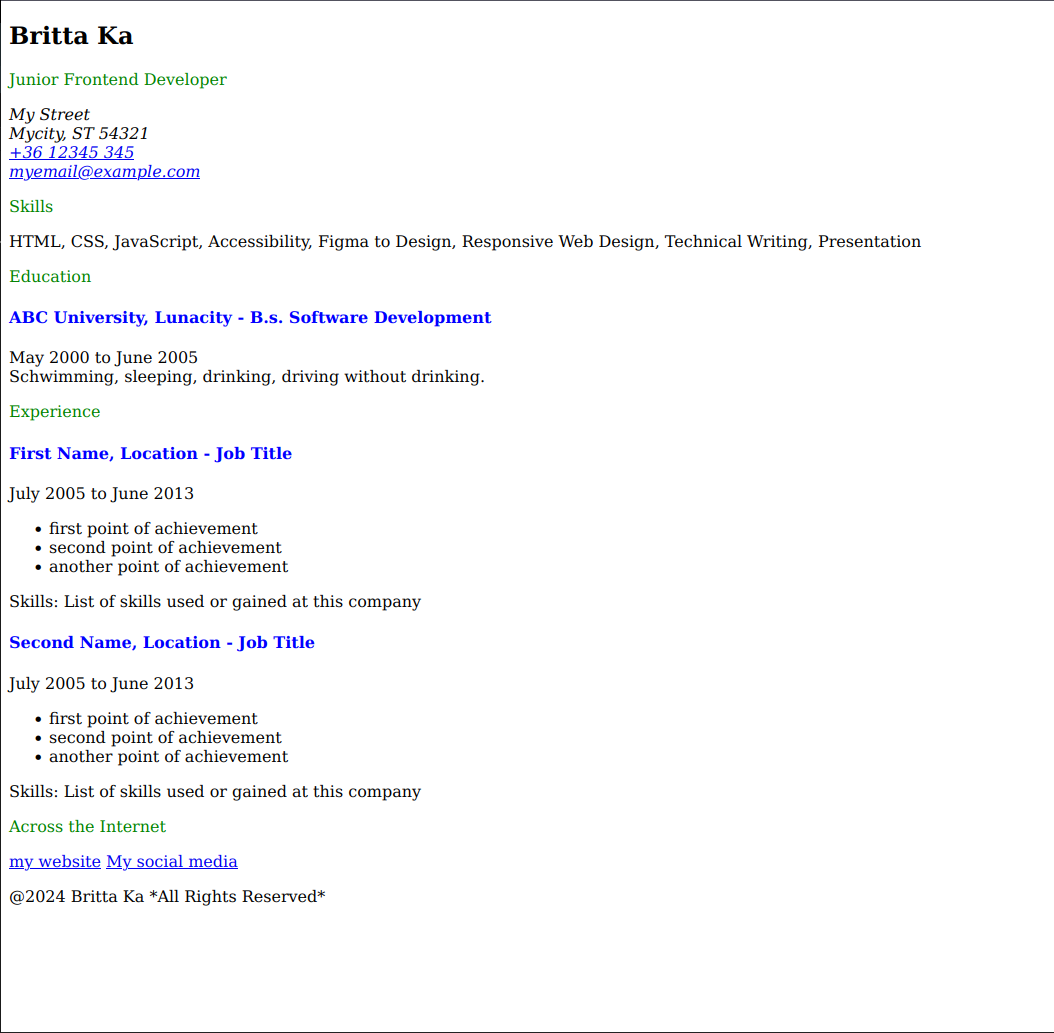 Britta Ka
Junior Frontend Developer
My Street
Mycity, ST 54321
+36 12345 345
myemail@example.com
Skills
HTML, CSS, JavaScript, Accessibility, Figma to Design, Responsive Web Design, Technical Writing, Presentation
Education
ABC University, Lunacity - B.s. Software Development
May 2000 to June 2005
Schwimming, sleeping, drinking, driving without drinking.
Experience
First Name, Location - Job Title
July 2005 to June 2013
• first point of achievement
• second point of achievement
• another point of achievement
Skills: List of skills used or gained at this company
Second Name, Location - Job Title
July 2005 to June 2013
• first point of achievement
• second point of achievement
• another point of achievement
Skills: List of skills used or gained at this company
Across the Internet
my website My social media
@2024 Britta Ka *All Rights Reserved*